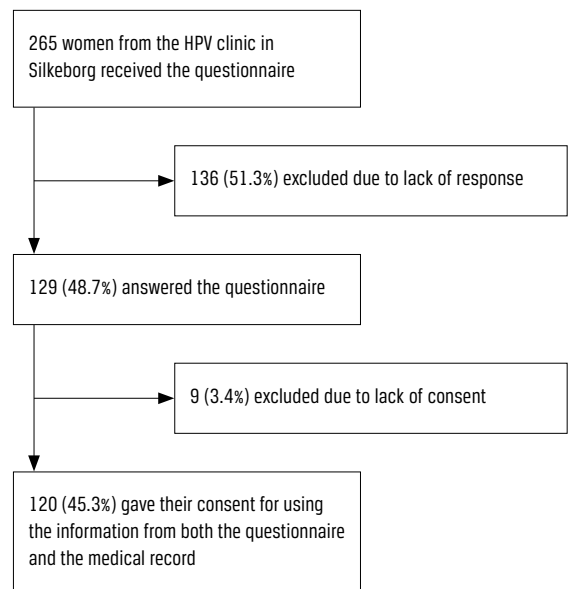 265 women from the HPV clinic in
Silkeborg received the questionnaire
136 (51.3%) excluded due to lack of response
129 (48.7%) answered the questionnaire
9 (3.4%) excluded due to lack of consent
120 (45.3%) gave their consent for using
the information from both the questionnaire
and the medical record